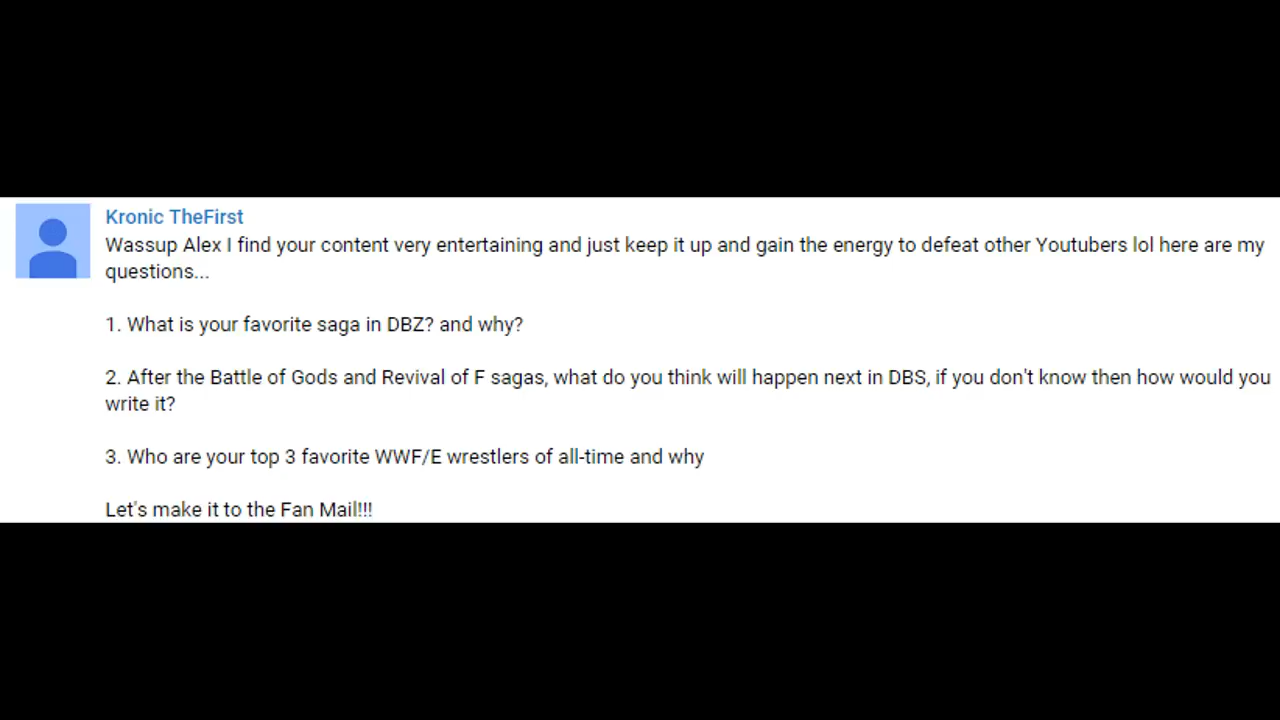 Kronic TheFirst
Wassup Alex I find your content very entertaining and just keep it up and gain the energy to defeat other Youtubers lol here are my
questions...
1. What is your favorite saga in DBZ? and why?
2. After the Battle of Gods and Revival of F sagas, what do you think will happen next in DBS, if you don't know then how would you
write it?
3. Who are your top 3 favorite WWF/E wrestlers of all-time and why
Let's make it to the Fan Mail!!!